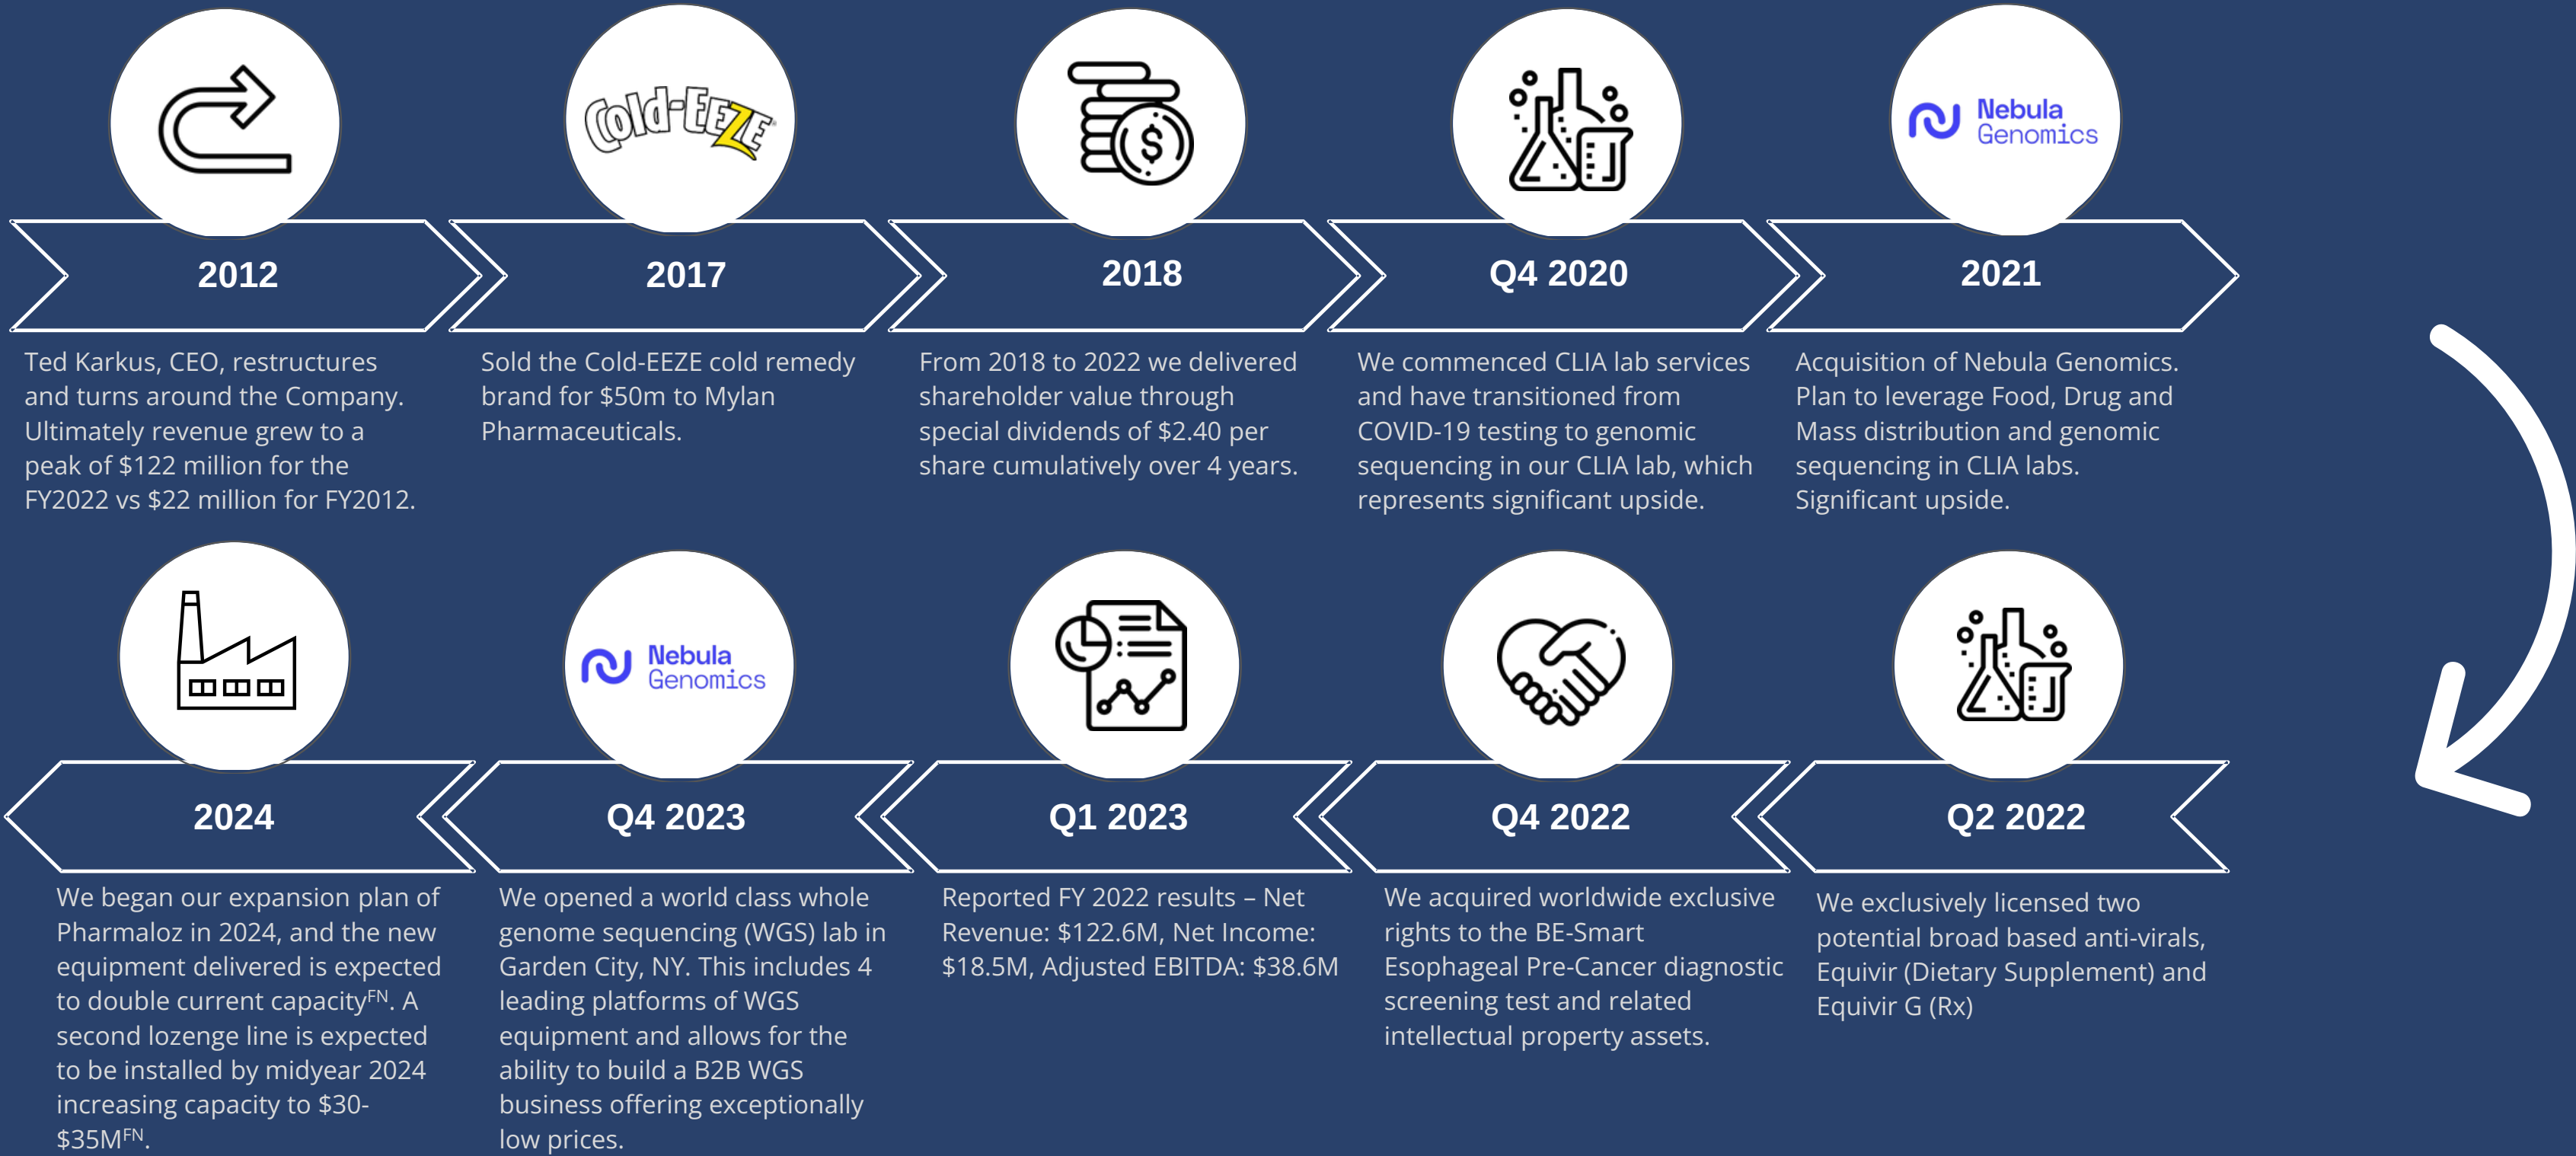 Cold-EEZE
Nebula
Genomics
2012
2017
2018
Q4 2020
2021
Ted Karkus, CEO, restructures
and turns around the Company.
Ultimately revenue grew to a
peak of $122 million for the
FY2022 vs $22 million for FY2012.
Sold the Cold-EEZE cold remedy
brand for $50m to Mylan
Pharmaceuticals.
From 2018 to 2022 we delivered
shareholder value through
special dividends of $2.40 per
share cumulatively over 4 years.
We commenced CLIA lab services
and have transitioned from
COVID-19 testing to genomic
sequencing in our CLIA lab, which
represents significant upside.
Acquisition of Nebula Genomics.
Plan to leverage Food, Drug and
Mass distribution and genomic
sequencing in CLIA labs.
Significant upside.
Nebula
Genomics
Q2 2022
We exclusively licensed two
potential broad based anti-virals,
Equivir (Dietary Supplement) and
Equivir G (Rx)
Q4 2022
We acquired worldwide exclusive
rights to the BE-Smart
Esophageal Pre-Cancer diagnostic
screening test and related
intellectual property assets.
Q1 2023
Reported FY 2022 results – Net
Revenue: $122.6M, Net Income:
$18.5M, Adjusted EBITDA: $38.6M
Q4 2023
We opened a world class whole
genome sequencing (WGS) lab in
Garden City, NY. This includes 4
leading platforms of WGS
equipment and allows for the
ability to build a B2B WGS
business offering exceptionally
low prices.
2024
We began our expansion plan of
Pharmaloz in 2024, and the new
equipment delivered is expected
to double current capacityFN. A
second lozenge line is expected
to be installed by midyear 2024
increasing capacity to $30-
$35MFN.